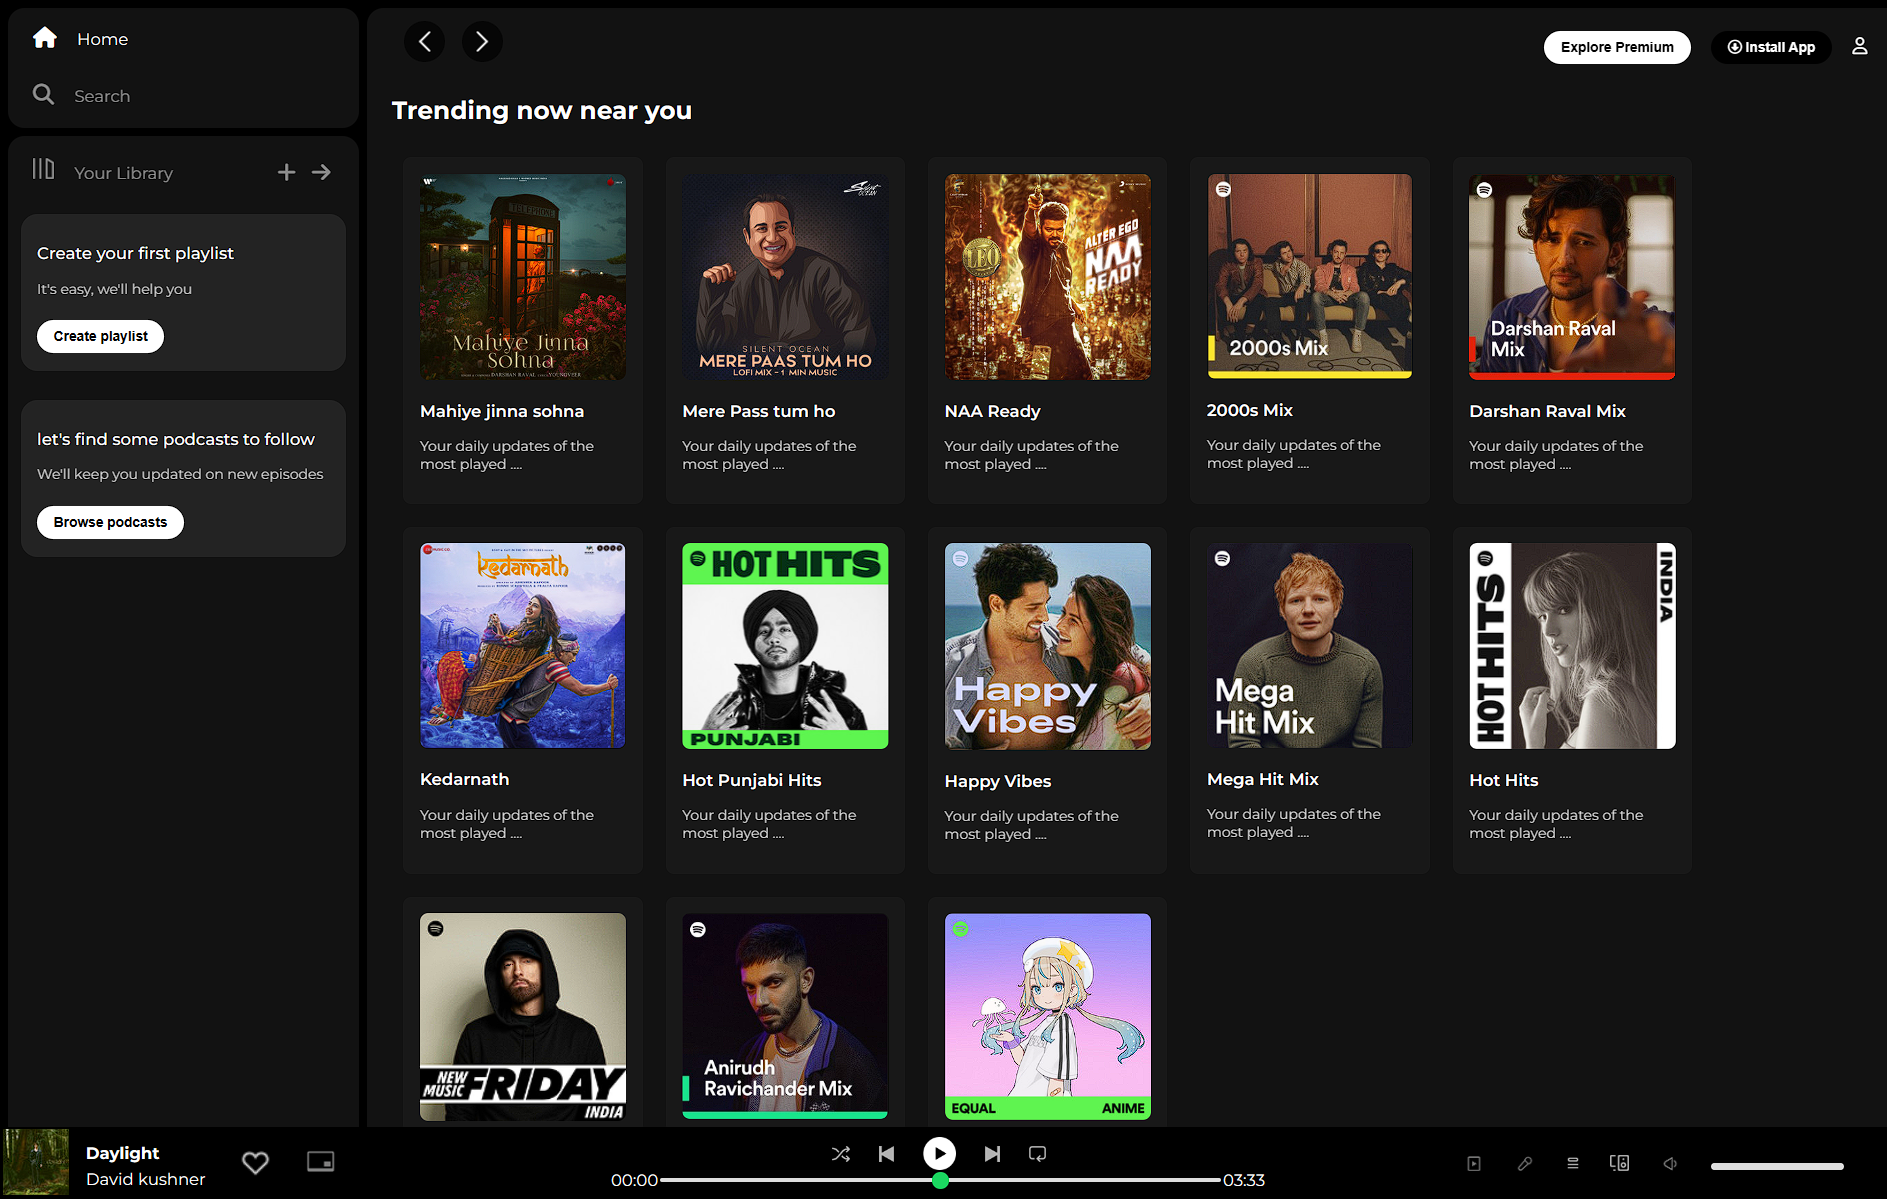 Home
Search
Your Library
Create your first playlist
It's easy, we'll help you
Create playlist
let's find some podcasts to follow
We'll keep you updated on new episodes
Browse podcasts
Explore Premium
Install App
Trending now near you
TELEPHONE
Mahiye Jinna
Sohna
DARSHAN RAVAL
YOUNGVEER
Mahiye jinna sohna
Your daily updates of the
most played ....
Silent
OCEAN
SILENT OCEAN
MERE PAAS TUM HO
LOFI MIX - 1 MIN MUSIC
Mere Pass tum ho
Your daily updates of the
most played ....
LEO
ALTER EGO
NAA
READY
NAA Ready
Your daily updates of the
most played ....
2000s Mix
2000s Mix
Your daily updates of the
most played ....
Darshan Raval
Mix
Darshan Raval Mix
Your daily updates of the
most played ....
kedarnath
Kedarnath
Your daily updates of the
most played ....
HOT HITS
PUNJABI
Hot Punjabi Hits
Your daily updates of the
most played ....
Happy
Vibes
Happy Vibes
Your daily updates of the
most played ....
Mega
Hit Mix
Mega Hit Mix
Your daily updates of the
most played ....
HOT HITS
INDIA
Hot Hits
Your daily updates of the
most played ....
NEW
MUSIC
FRIDAY
INDIA
Anirudh
Ravichander Mix
EQUAL
ANIME
Daylight
David kushner
00:00
03:33